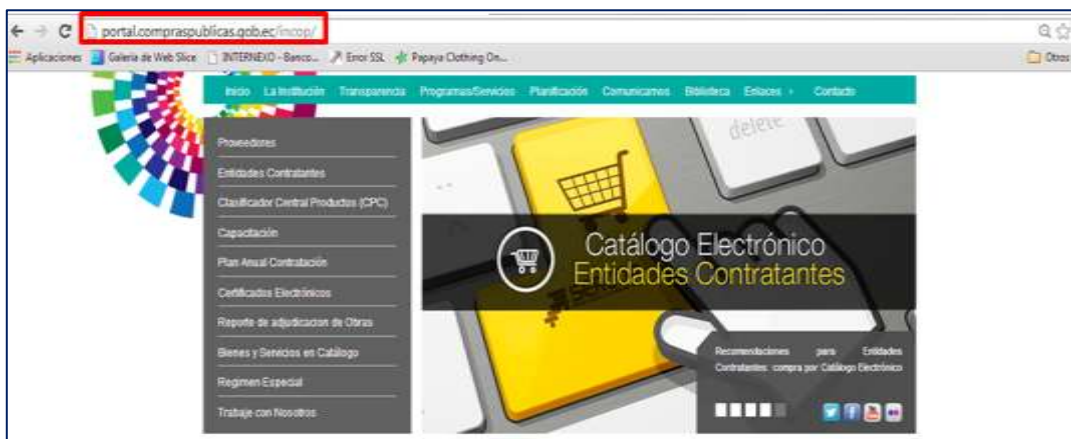 portal.compraspublicas.gob.ec/incop/
Aplicaciones Galería de Web Slice INTERNEXO - Banco... Error SSL Papaya Clothing On... Otros
Inicio La Institución Transparencia Programas/Servicios Planificación Comunicamos Biblioteca Enlaces Contacto
Proveedores
Entidades Contratantes
Clasificador Central Productos (CPC)
Capacitación
Plan Anual Contratación
Certificados Electrónicos
Reporte de adjudicacion de Obras
Bienes y Servicios en Catálogo
Regimen Especial
Trabaje con Nosotros
delete
Catálogo Electrónico
Entidades Contratantes
Recomendaciones para Entidades
Contratantes: compra por Catálogo Electrónico